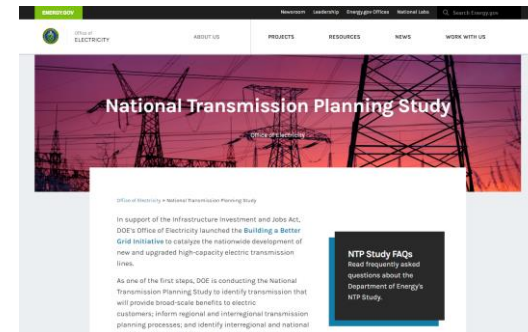 ENERGY.GOV
Newsroom Leadership Energy.gov Offices National Labs Search Energy.gov
Office of
ELECTRICITY
ABOUT US PROJECTS RESOURCES NEWS WORK WITH US
National Transmission Planning Study
Office of Electricity
Office of Electricity » National Transmission Planning Study
In support of the Infrastructure Investment and Jobs Act,
DOE's Office of Electricity launched the Building a Better
Grid Initiative to catalyze the nationwide development of
new and upgraded high-capacity electric transmission
lines.
As one of the first steps, DOE is conducting the National
Transmission Planning Study to identify transmission that
will provide broad-scale benefits to electric
customers; inform regional and interregional transmission
planning processes; and identify interregional and national
NTP Study FAQs
Read frequently asked
questions about the
Department of Energy's
NTP Study.